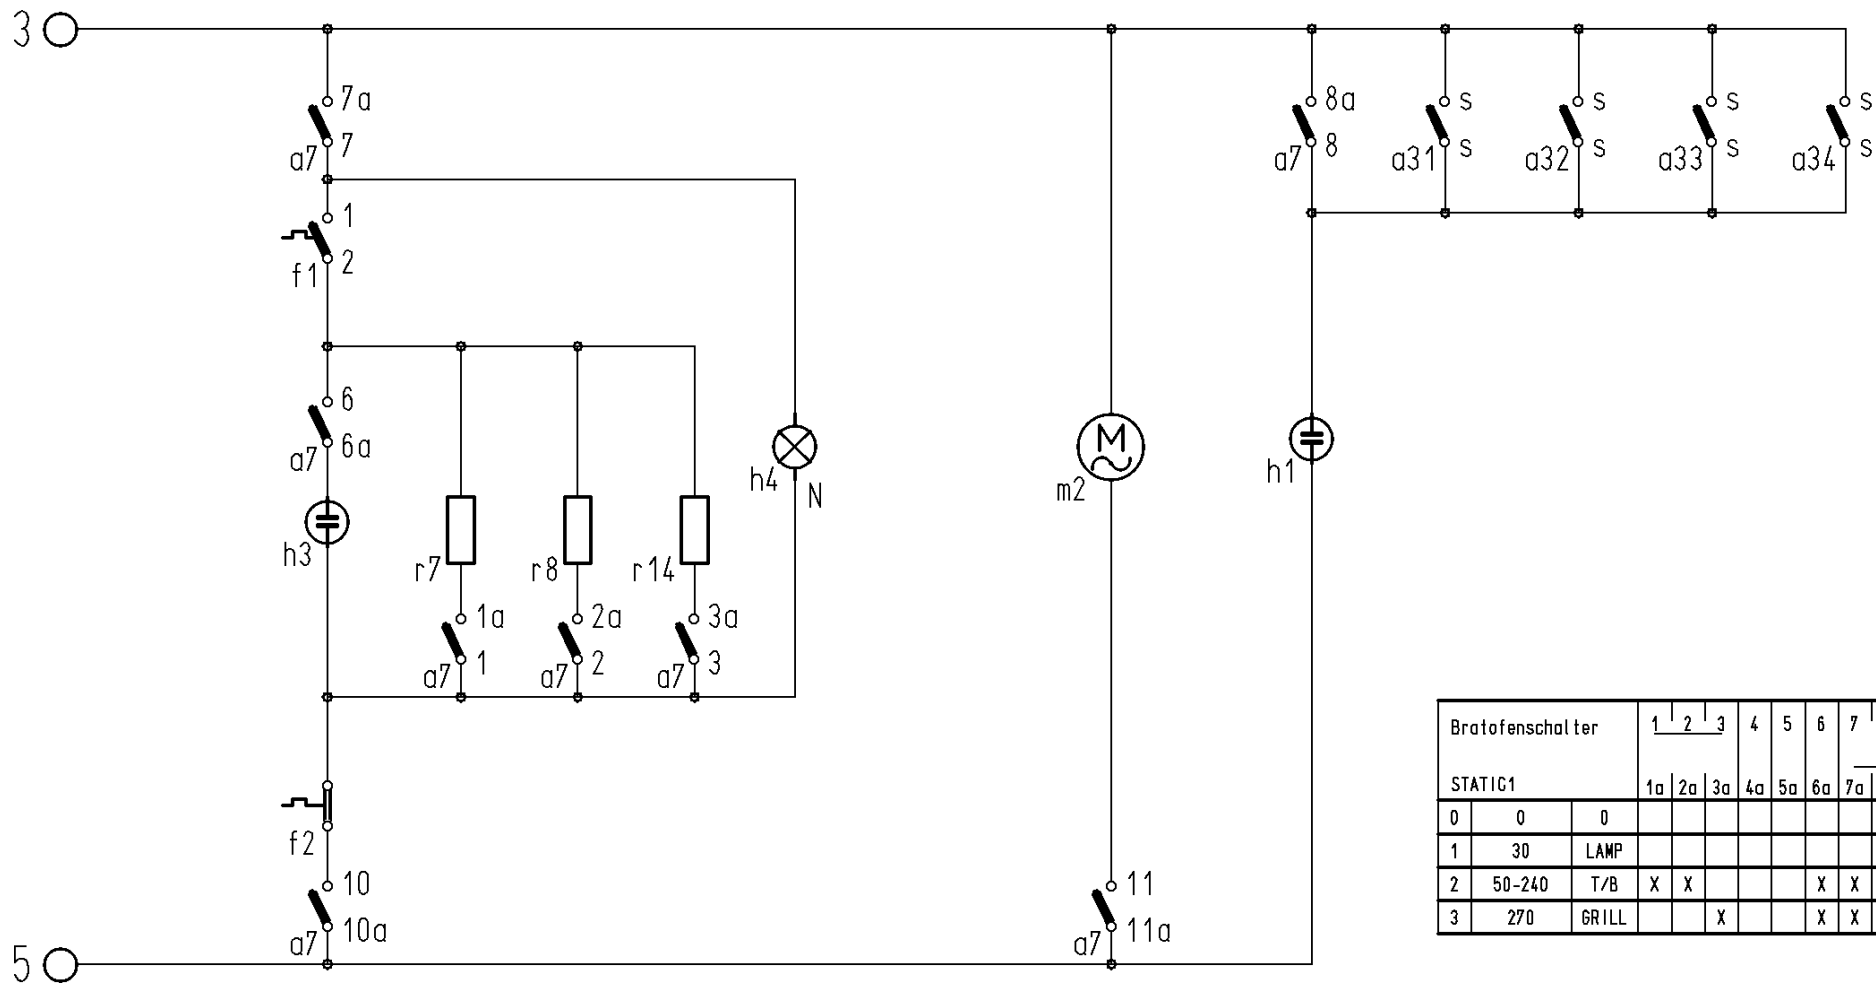 3
7a
7
a7
1
2
f1
6
6a
a7
h3
r7
1a
1
a7
r8
2a
2
a7
r14
3a
3
a7
h4
N
f2
10
10a
a7
5
M
m2
11
11a
a7
8a
8
a7
h1
s
s
a31
s
s
a32
s
s
a33
s
s
a34
Bratofenschalter 1 2 3 4 5 6 7
STATIG1 1a 2a 3a 4a 5a 6a 7a
0 0 0
1 30 LAMP
2 50-240 T/B X X X X
3 270 GRILL X X X